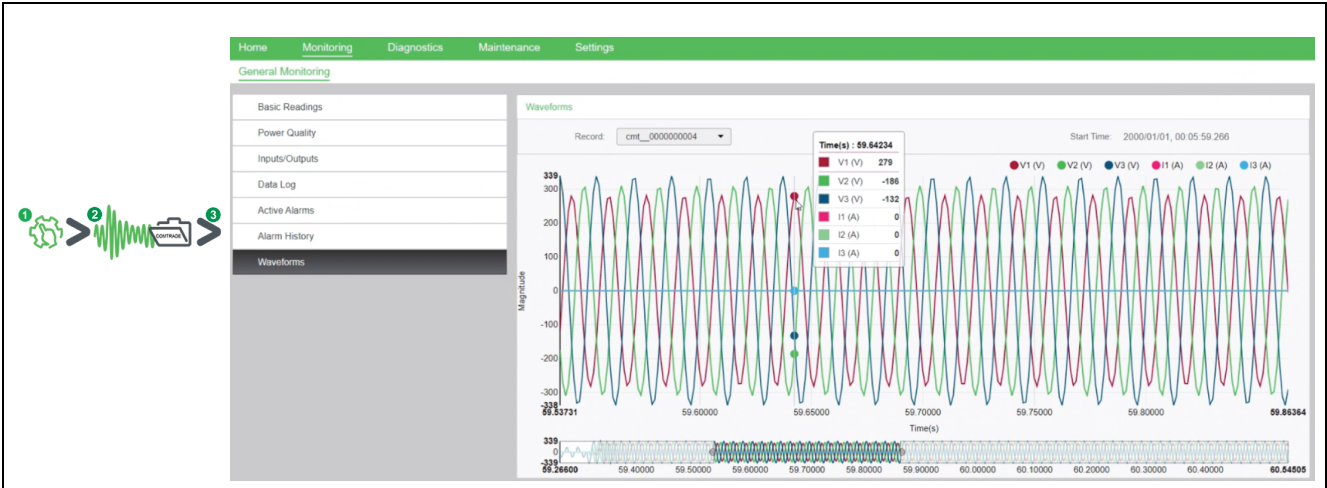 Home Monitoring Diagnostics Maintenance Settings
General Monitoring
Basic Readings
Power Quality
Inputs/Outputs
Data Log
Active Alarms
Alarm History
Waveforms
1 2 3
COMTRADE
Waveforms
Record: cmt__0000000004 Start Time: 2000/01/01, 00:05:59.266
V1 (V) V2 (V) V3 (V) I1 (A) I2 (A) I3 (A)
Time(s) : 59.64234
V1 (V) 279
V2 (V) -186
V3 (V) -132
I1 (A) 0
I2 (A) 0
I3 (A) 0
Magnitude
339
300
200
100
0
-100
-200
-300
-338
59.53731 59.60000 59.65000 59.70000 59.75000 59.80000 59.86364
Time(s)
339
0
-339
59.26600 59.40000 59.50000 59.60000 59.70000 59.80000 59.90000 60.00000 60.10000 60.20000 60.30000 60.40000 60.54505